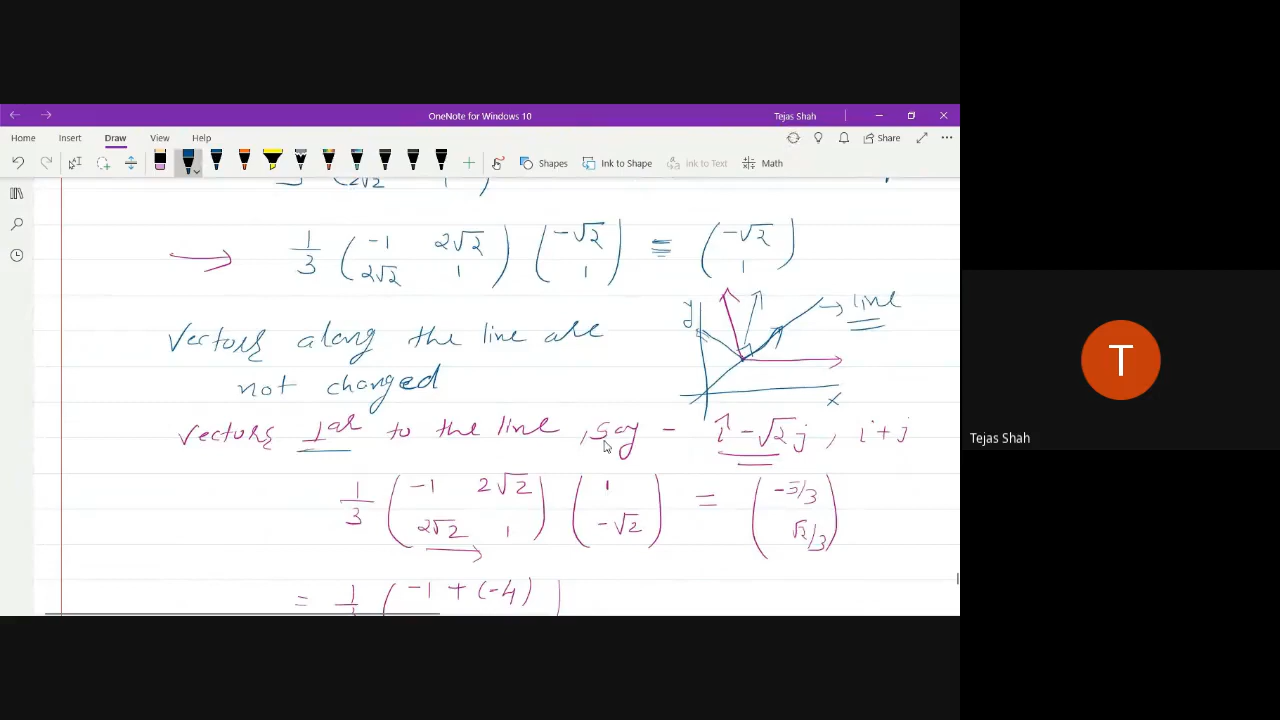 OneNote for Windows 10
Tejas Shah
Home Insert Draw View Help
Share
Shapes Ink to Shape Ink to Text Math
2√2 1
1/3 (-1 2√2 2√2 1) (-√2 1) ≡ (-√2 1)
y
line
Vectors along the line are
not changed
x
Vectors ⊥ar to the line, say - î - √2j, i+j
1/3 (-1 2√2 2√2 1) (1 -√2) = (-5/3 √2/3)
= 1/3 (-1 + (-4)
T
Tejas Shah